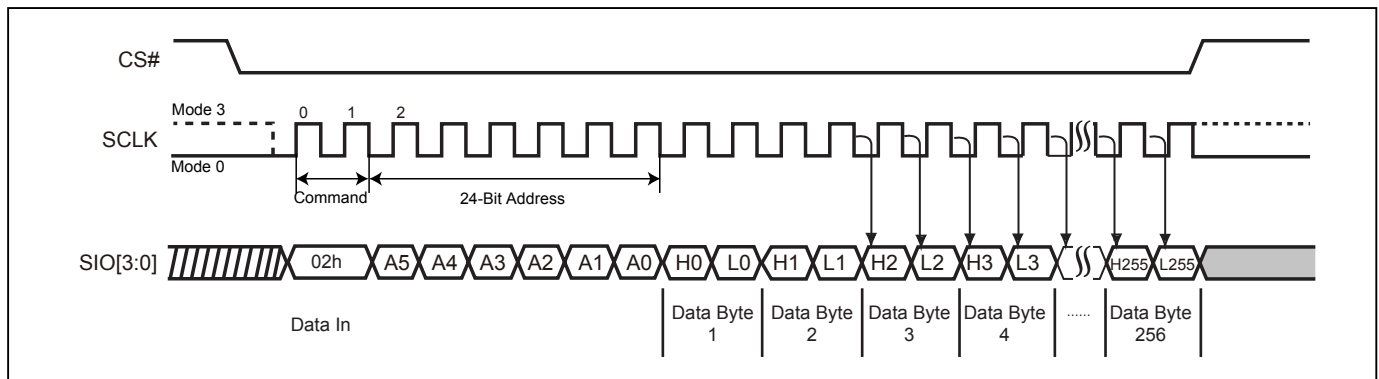 CS#
Mode 3
0 1 2
SCLK
Mode 0
Command
24-Bit Address
SIO[3:0]
02h A5 A4 A3 A2 A1 A0 H0 L0 H1 L1 H2 L2 H3 L3 H255 L255
Data In
Data Byte 1
Data Byte 2
Data Byte 3
Data Byte 4
......
Data Byte 256